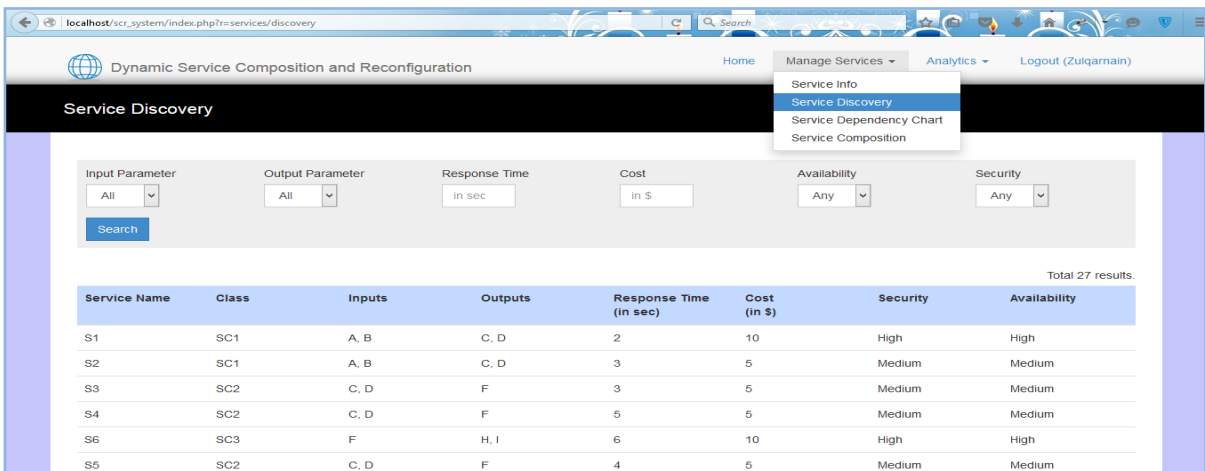 localhost/scr_system/index.php?r=services/discovery
Search
Dynamic Service Composition and Reconfiguration
Home Manage Services Analytics Logout (Zulqarnain)
Service Info
Service Discovery
Service Dependency Chart
Service Composition
Service Discovery
Input Parameter Output Parameter Response Time Cost Availability Security
All All in sec in $ Any Any
Search
Total 27 results.
Service Name Class Inputs Outputs Response Time (in sec) Cost (in $) Security Availability
S1 SC1 A, B C, D 2 10 High High
S2 SC1 A, B C, D 3 5 Medium Medium
S3 SC2 C, D F 3 5 Medium Medium
S4 SC2 C, D F 5 5 Medium Medium
S6 SC3 F H, I 6 10 High High
S5 SC2 C, D F 4 5 Medium Medium